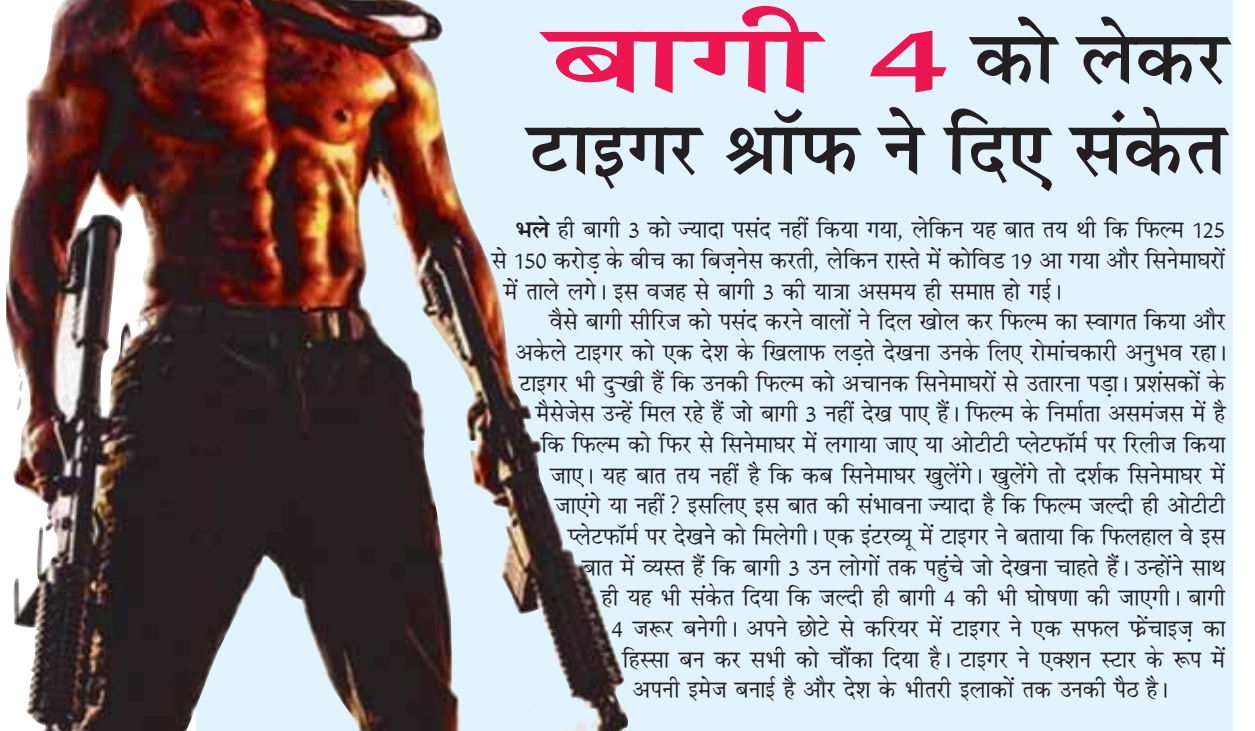 बागी 4 को लेकर
टाइगर श्रॉफ ने दिए संकेत
भले ही बागी 3 को ज्यादा पसंद नहीं किया गया, लेकिन यह बात तय थी कि फिल्म 125
से 150 करोड़ के बीच का बिज़नेस करती, लेकिन रास्ते में कोविड 19 आ गया और सिनेमाघरों
में ताले लगे। इस वजह से बागी 3 की यात्रा असमय ही समाप्त हो गई।
वैसे बागी सीरिज को पसंद करने वालों ने दिल खोल कर फिल्म का स्वागत किया और
अकेले टाइगर को एक देश के खिलाफ लड़ते देखना उनके लिए रोमांचकारी अनुभव रहा।
टाइगर भी दुःखी हैं कि उनकी फिल्म को अचानक सिनेमाघरों से उतारना पड़ा। प्रशंसकों के
मैसेजेस उन्हें मिल रहे हैं जो बागी 3 नहीं देख पाए हैं। फिल्म के निर्माता असमंजस में है
कि फिल्म को फिर से सिनेमाघर में लगाया जाए या ओटीटी प्लेटफॉर्म पर रिलीज किया
जाए। यह बात तय नहीं है कि कब सिनेमाघर खुलेंगे। खुलेंगे तो दर्शक सिनेमाघर में
जाएंगे या नहीं? इसलिए इस बात की संभावना ज्यादा है कि फिल्म जल्दी ही ओटीटी
प्लेटफॉर्म पर देखने को मिलेगी। एक इंटरव्यू में टाइगर ने बताया कि फिलहाल वे इस
बात में व्यस्त हैं कि बागी 3 उन लोगों तक पहुंचे जो देखना चाहते हैं। उन्होंने साथ
ही यह भी संकेत दिया कि जल्दी ही बागी 4 की भी घोषणा की जाएगी। बागी
4 जरूर बनेगी। अपने छोटे से करियर में टाइगर ने एक सफल फ्रेंचाइज़ का
हिस्सा बन कर सभी को चौंका दिया है। टाइगर ने एक्शन स्टार के रूप में
अपनी इमेज बनाई है और देश के भीतरी इलाकों तक उनकी पैठ है।